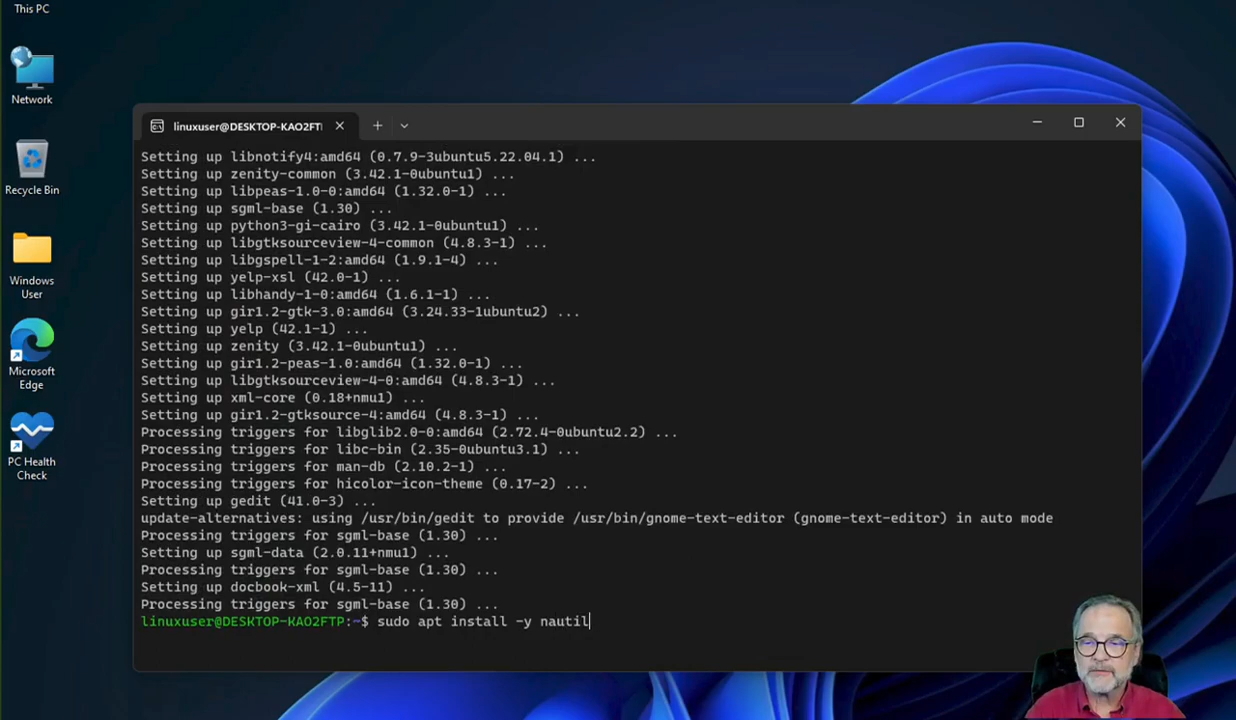 This PC
Network
Recycle Bin
Windows
User
Microsoft
Edge
PC Health
Check
linuxuser@DESKTOP-KAO2FT
Setting up libnotify4:amd64 (0.7.9-3ubuntu5.22.04.1) ...
Setting up zenity-common (3.42.1-0ubuntu1) ...
Setting up libpeas-1.0-0:amd64 (1.32.0-1) ...
Setting up sgml-base (1.30) ...
Setting up python3-gi-cairo (3.42.1-0ubuntu1) ...
Setting up libgtksourceview-4-common (4.8.3-1) ...
Setting up libgspell-1-2:amd64 (1.9.1-4) ...
Setting up yelp-xsl (42.0-1) ...
Setting up libhandy-1-0:amd64 (1.6.1-1) ...
Setting up gir1.2-gtk-3.0:amd64 (3.24.33-1ubuntu2) ...
Setting up yelp (42.1-1) ...
Setting up zenity (3.42.1-0ubuntu1) ...
Setting up gir1.2-peas-1.0:amd64 (1.32.0-1) ...
Setting up libgtksourceview-4-0:amd64 (4.8.3-1) ...
Setting up xml-core (0.18+nmu1) ...
Setting up gir1.2-gtksource-4:amd64 (4.8.3-1) ...
Processing triggers for libglib2.0-0:amd64 (2.72.4-0ubuntu2.2) ...
Processing triggers for libc-bin (2.35-0ubuntu3.1) ...
Processing triggers for man-db (2.10.2-1) ...
Processing triggers for hicolor-icon-theme (0.17-2) ...
Setting up gedit (41.0-3) ...
update-alternatives: using /usr/bin/gedit to provide /usr/bin/gnome-text-editor (gnome-text-editor) in auto mode
Processing triggers for sgml-base (1.30) ...
Setting up sgml-data (2.0.11+nmu1) ...
Processing triggers for sgml-base (1.30) ...
Setting up docbook-xml (4.5-11) ...
Processing triggers for sgml-base (1.30) ...
linuxuser@DESKTOP-KAO2FTP:~$ sudo apt install -y nautil